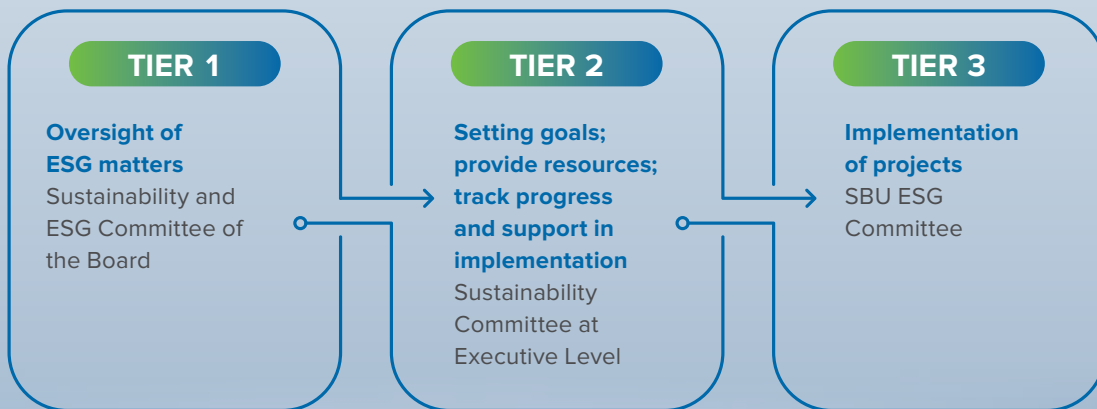 TIER 1
Oversight of
ESG matters
Sustainability and
ESG Committee of
the Board
TIER 2
Setting goals;
provide resources;
track progress
and support in
implementation
Sustainability
Committee at
Executive Level
TIER 3
Implementation
of projects
SBU ESG
Committee